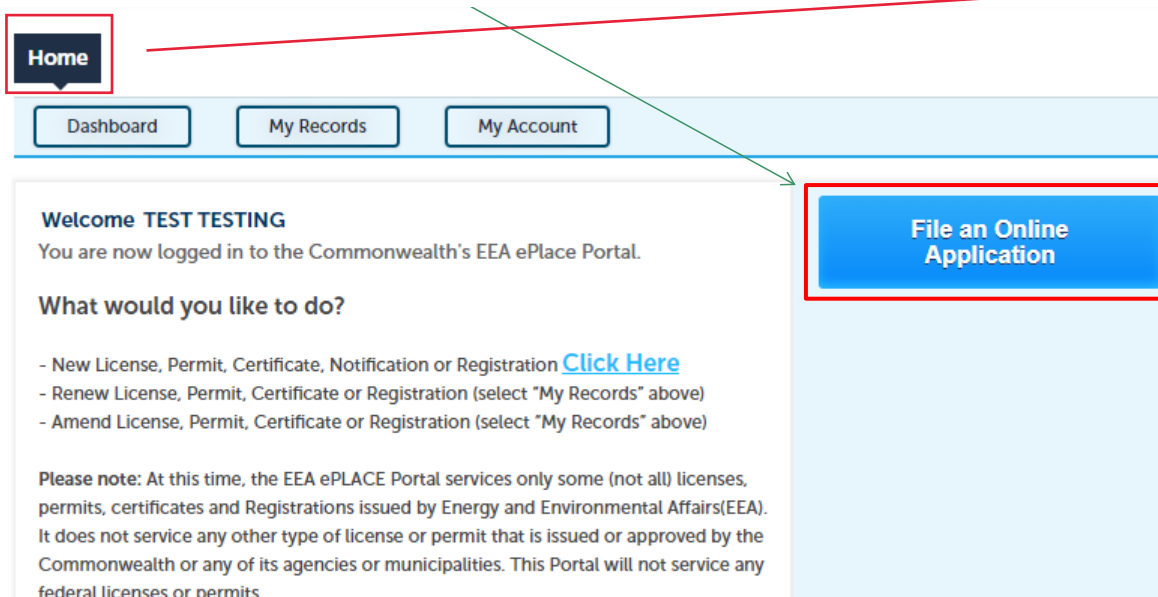 Home
Dashboard My Records My Account
Welcome TEST TESTING
You are now logged in to the Commonwealth's EEA ePlace Portal.
What would you like to do?
- New License, Permit, Certificate, Notification or Registration Click Here
- Renew License, Permit, Certificate or Registration (select "My Records" above)
- Amend License, Permit, Certificate or Registration (select "My Records" above)
Please note: At this time, the EEA ePLACE Portal services only some (not all) licenses,
permits, certificates and Registrations issued by Energy and Environmental Affairs(EEA).
It does not service any other type of license or permit that is issued or approved by the
Commonwealth or any of its agencies or municipalities. This Portal will not service any
federal licenses or permits.
File an Online
Application